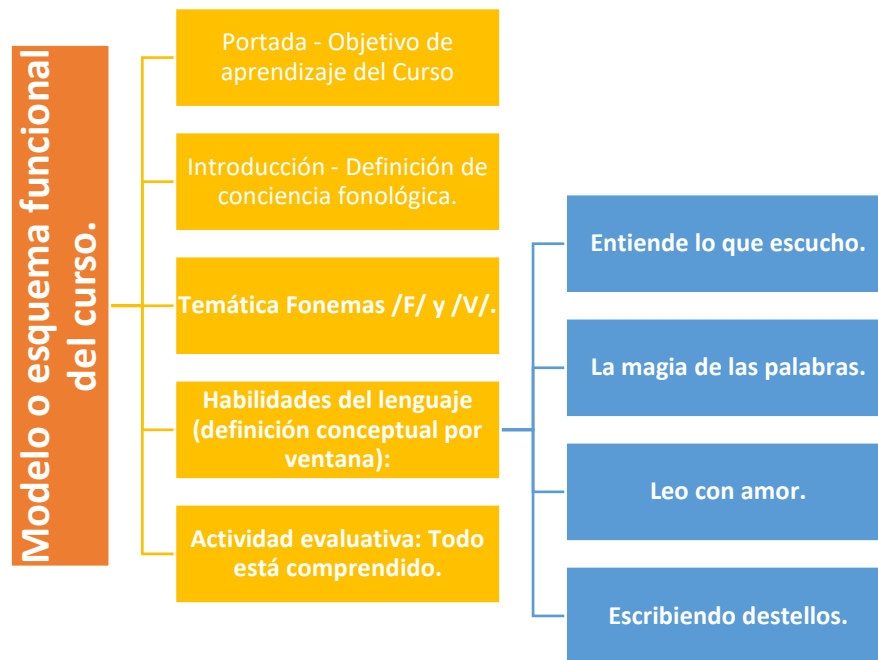 Modelo o esquema funcional
del curso.
Portada - Objetivo de
aprendizaje del Curso
Introducción - Definición de
conciencia fonológica.
Temática Fonemas /F/ y /V/.
Habilidades del lenguaje
(definición conceptual por
ventana):
Actividad evaluativa: Todo
está comprendido.
Entiende lo que escucho.
La magia de las palabras.
Leo con amor.
Escribiendo destellos.